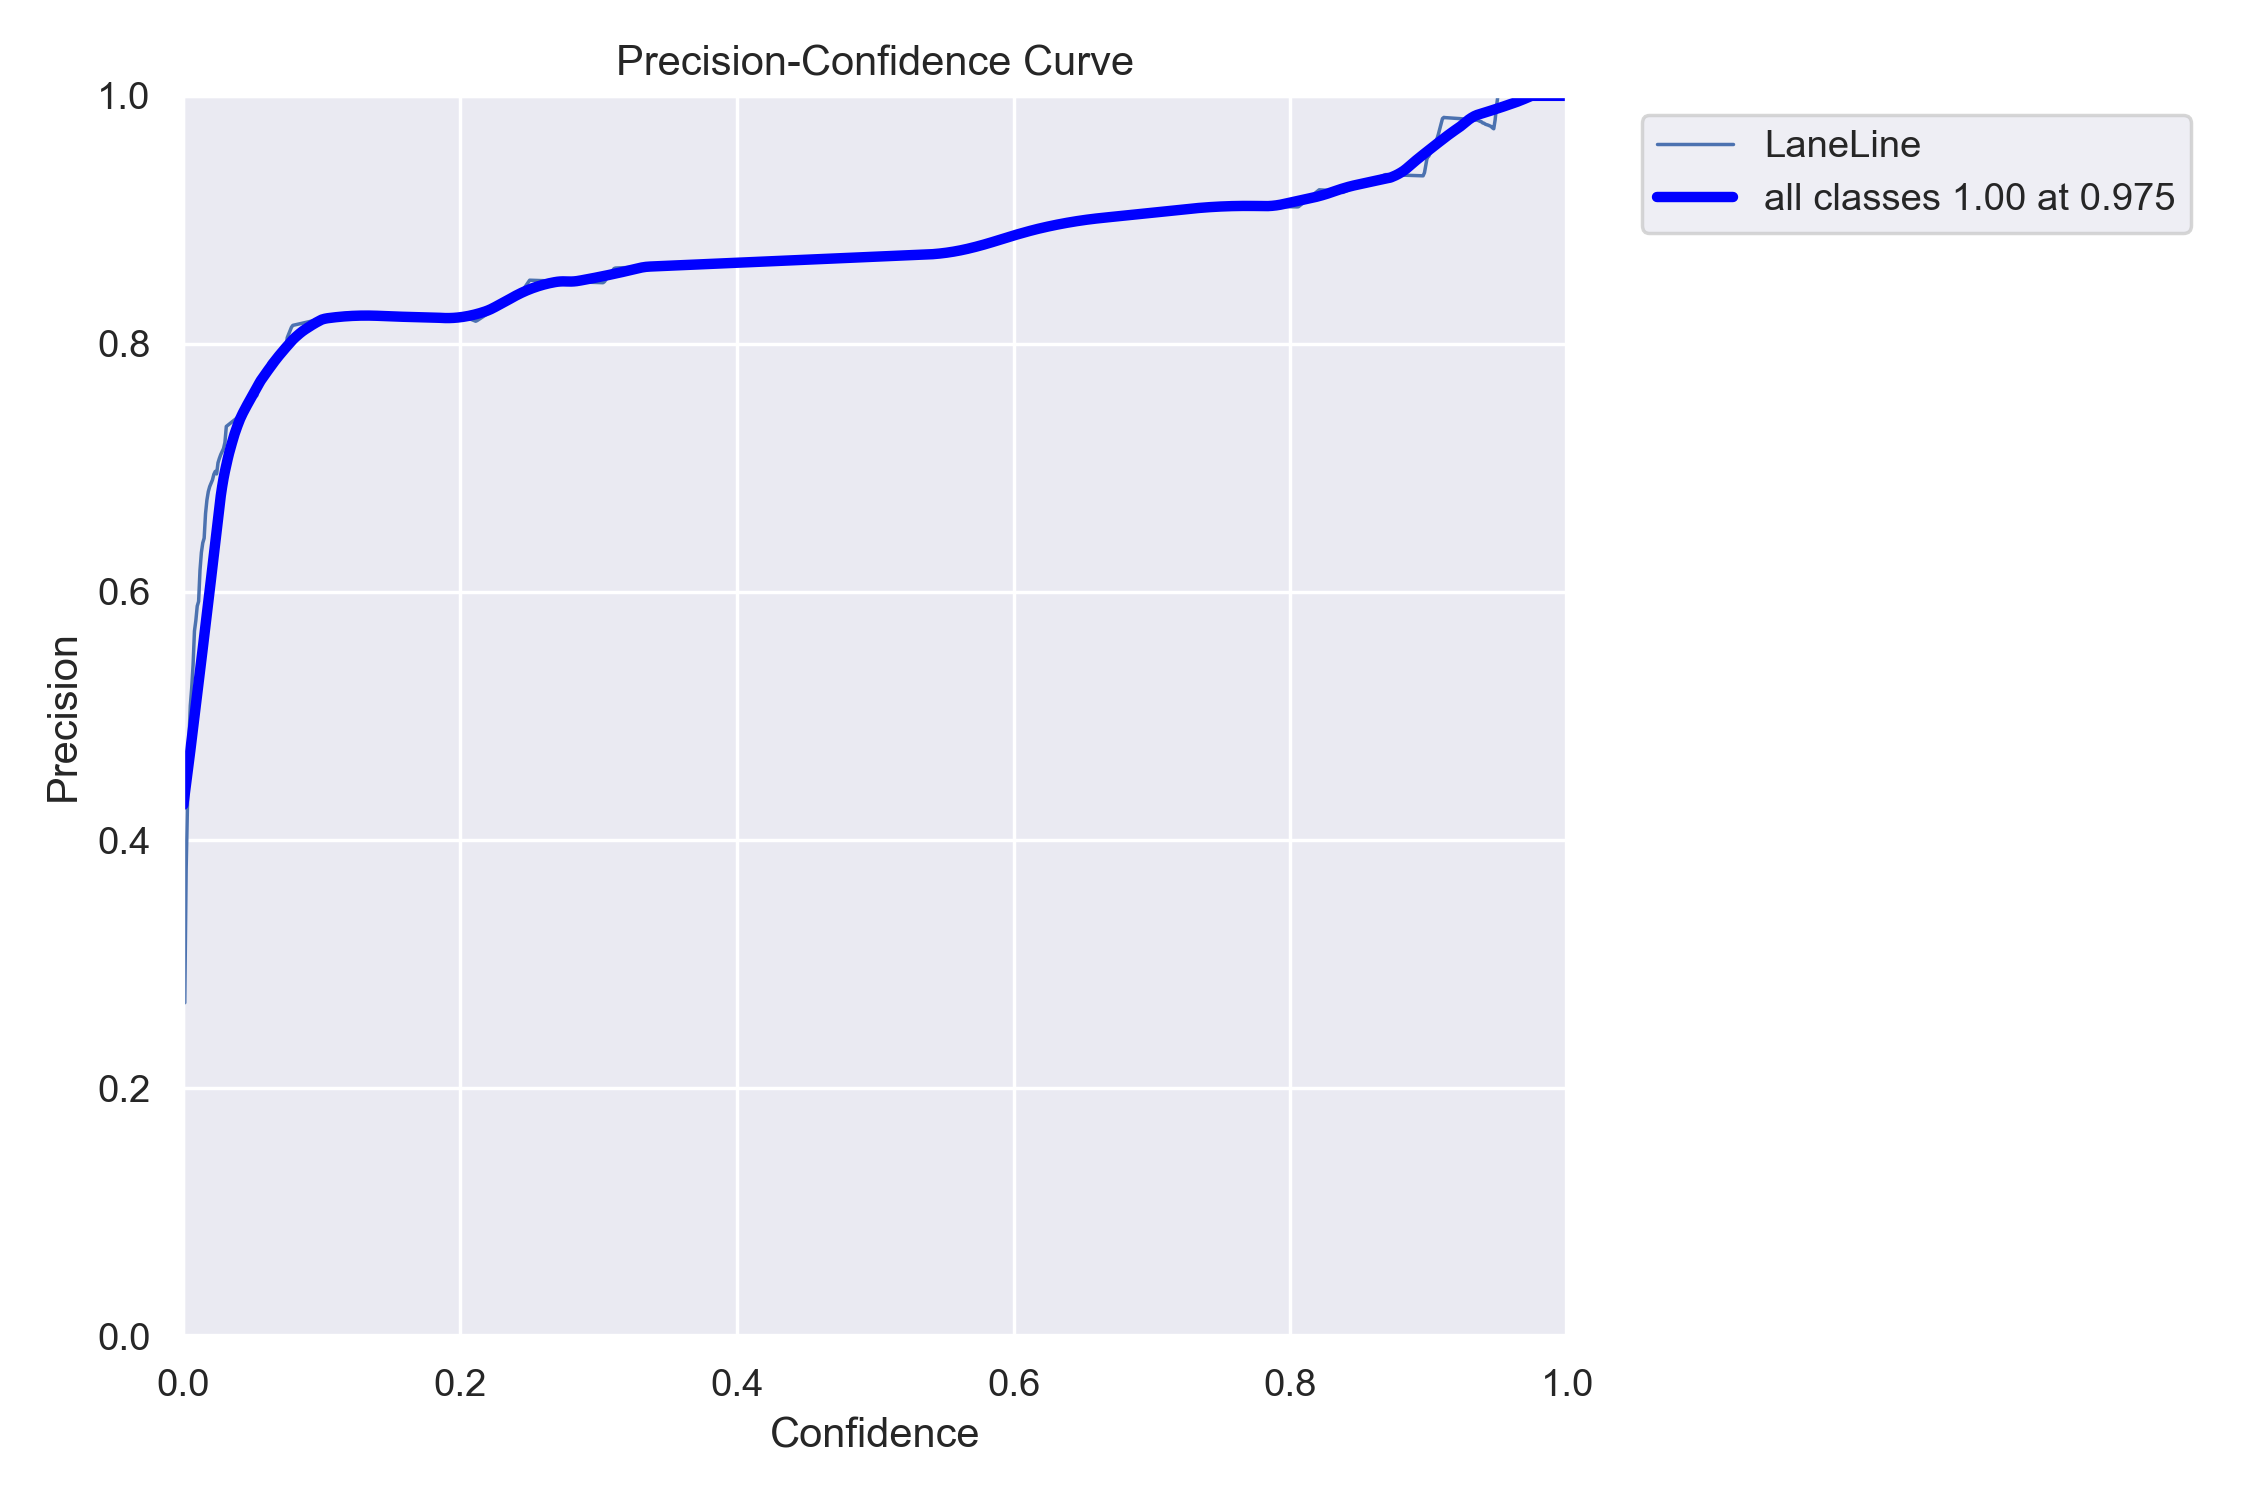 Precision-Confidence Curve
1.0
0.8
0.6
0.4
0.2
0.0
Precision
0.0 0.2 0.4 0.6 0.8 1.0
Confidence
LaneLine
all classes 1.00 at 0.975